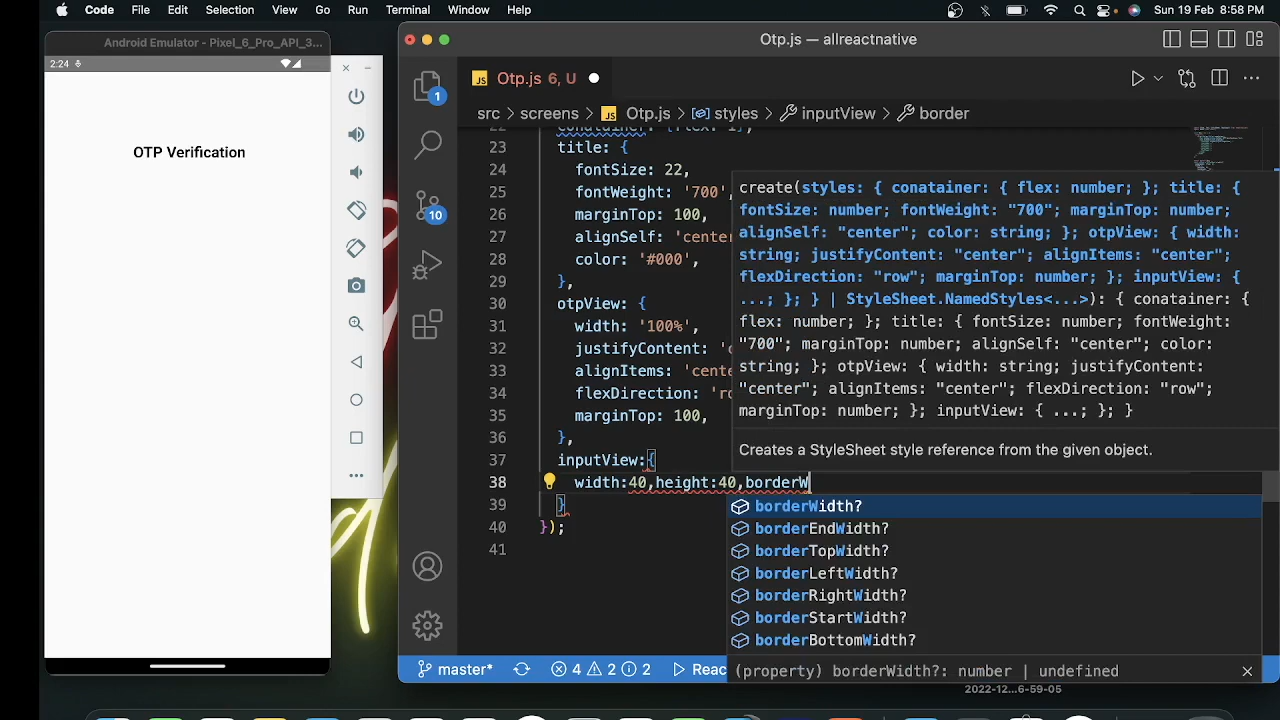 Code File Edit Selection View Go Run Terminal Window Help Sun 19 Feb 8:58 PM
Android Emulator - Pixel_6_Pro_API_3...
2:24
OTP Verification
Otp.js — allreactnative
Otp.js 6, U
src > screens > Otp.js > styles > inputView > border
1
10
22 conatainer: {flex: 1},
23 title: {
24 fontSize: 22,
25 fontWeight: '700',
26 marginTop: 100,
27 alignSelf: 'center
28 color: '#000',
29 },
30 otpView: {
31 width: '100%',
32 justifyContent: 'c
33 alignItems: 'cente
34 flexDirection: 'ro
35 marginTop: 100,
36 },
37 inputView:{
38 width:40,height:40,borderW
39 }
40 });
41
create(styles: { conatainer: { flex: number; }; title: {
fontSize: number; fontWeight: "700"; marginTop: number;
alignSelf: "center"; color: string; }; otpView: { width:
string; justifyContent: "center"; alignItems: "center";
flexDirection: "row"; marginTop: number; }; inputView: {
...; }; } | StyleSheet.NamedStyles<...>): { conatainer: {
flex: number; }; title: { fontSize: number; fontWeight:
"700"; marginTop: number; alignSelf: "center"; color:
string; }; otpView: { width: string; justifyContent:
"center"; alignItems: "center"; flexDirection: "row";
marginTop: number; }; inputView: { ...; }; }
Creates a StyleSheet style reference from the given object.
borderWidth?
borderEndWidth?
borderTopWidth?
borderLeftWidth?
borderRightWidth?
borderStartWidth?
borderBottomWidth?
(property) borderWidth?: number | undefined
master* 4 2 2 Reac
2022-12...6-59-05